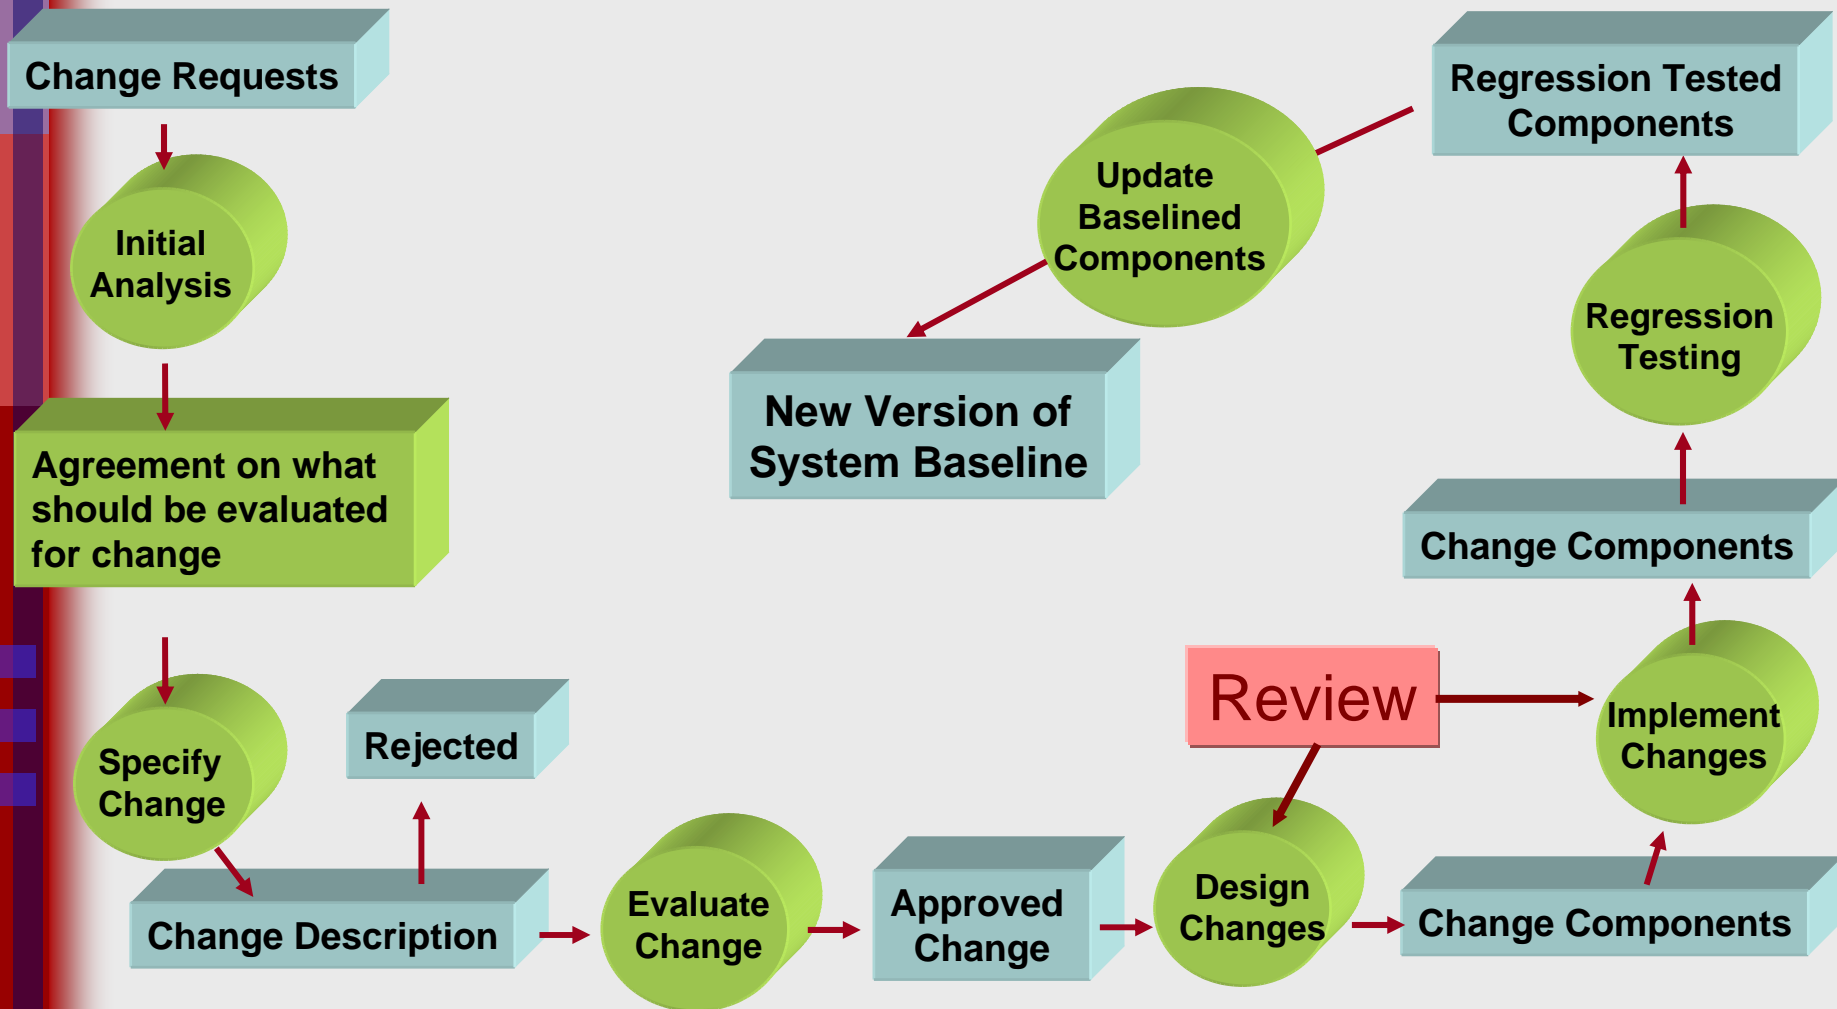 Change Requests
Initial
Analysis
Agreement on what
should be evaluated
for change
Specify
Change
Change Description
Rejected
Evaluate
Change
Approved
Change
Design
Changes
Review
Change Components
Implement
Changes
Change Components
Regression
Testing
Regression Tested
Components
Update
Baselined
Components
New Version of
System Baseline